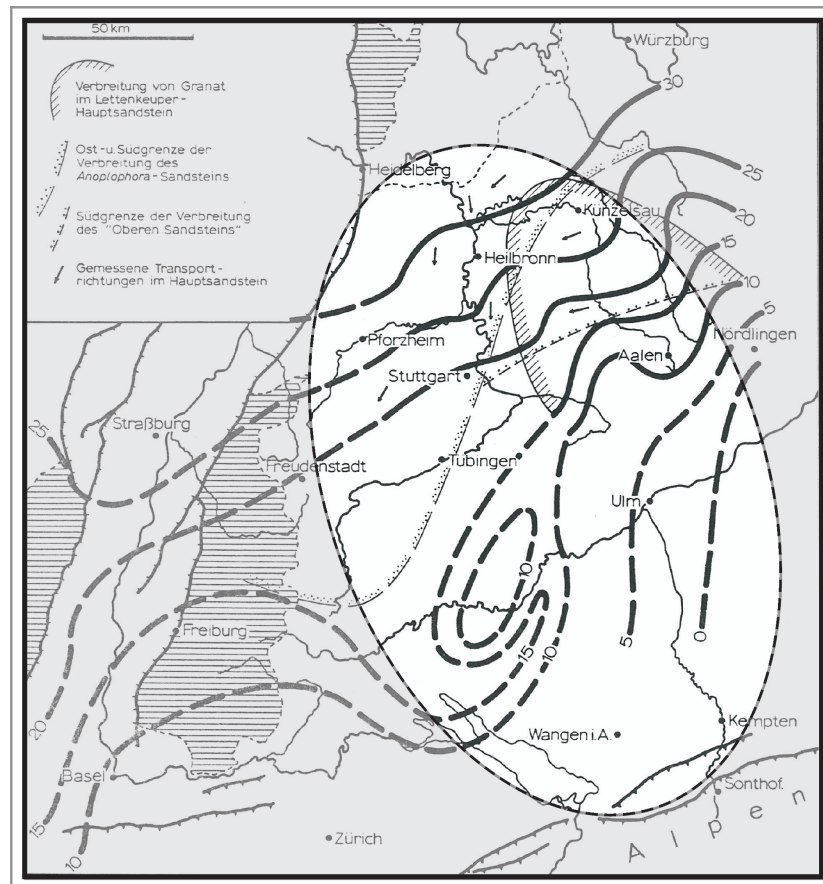 50 km
Verbreitung von Granat
im Lettenkeuper-
Hauptsandstein
Ost- u. Südgrenze der
Verbreitung des
Anoplophora-Sandsteins
Südgrenze der Verbreitung
des "Oberen Sandsteins"
Gemessene Transport-
richtungen im Hauptsandstein
Würzburg
30
Heidelberg
25
Künzelsau
20
Heilbronn
15
10
5
Pforzheim
Nördlingen
Aalen
Stuttgart
25
Straßburg
Tübingen
Freudenstadt
Ulm
10
Freiburg
15
10
5
0
20
Wangen i.A.
Kempten
Basel
Sonthof.
15
Zürich
10
Alpen